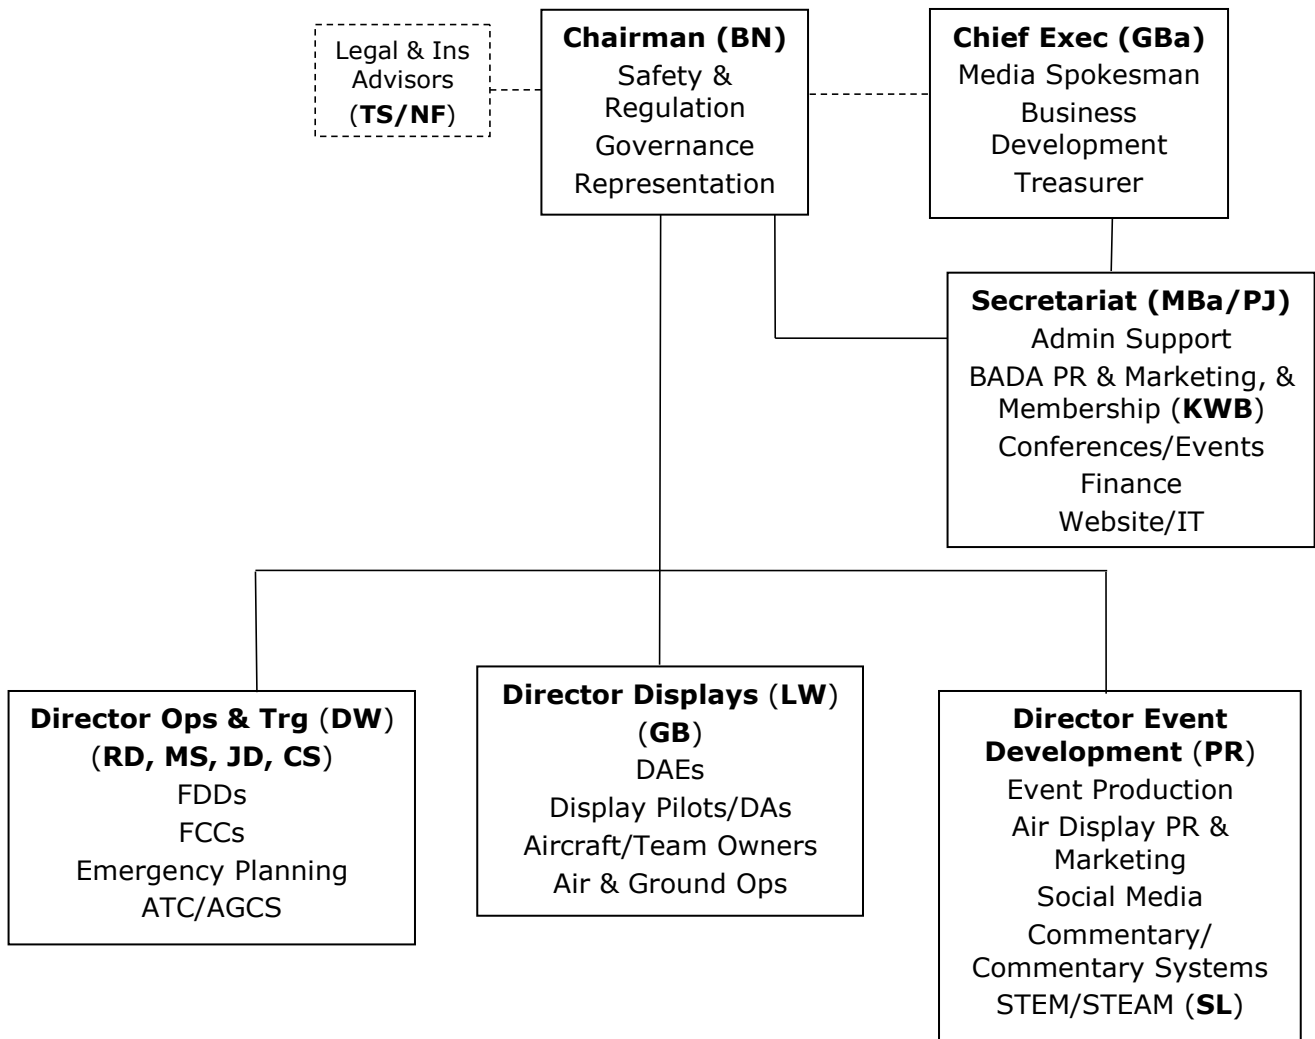 Legal & Ins
Advisors
(TS/NF)
Chairman (BN)
Safety &
Regulation
Governance
Representation
Chief Exec (GBa)
Media Spokesman
Business
Development
Treasurer
Secretariat (MBa/PJ)
Admin Support
BADA PR & Marketing, &
Membership (KWB)
Conferences/Events
Finance
Website/IT
Director Ops & Trg (DW)
(RD, MS, JD, CS)
FDDs
FCCs
Emergency Planning
ATC/AGCS
Director Displays (LW)
(GB)
DAEs
Display Pilots/DAs
Aircraft/Team Owners
Air & Ground Ops
Director Event
Development (PR)
Event Production
Air Display PR &
Marketing
Social Media
Commentary/
Commentary Systems
STEM/STEAM (SL)